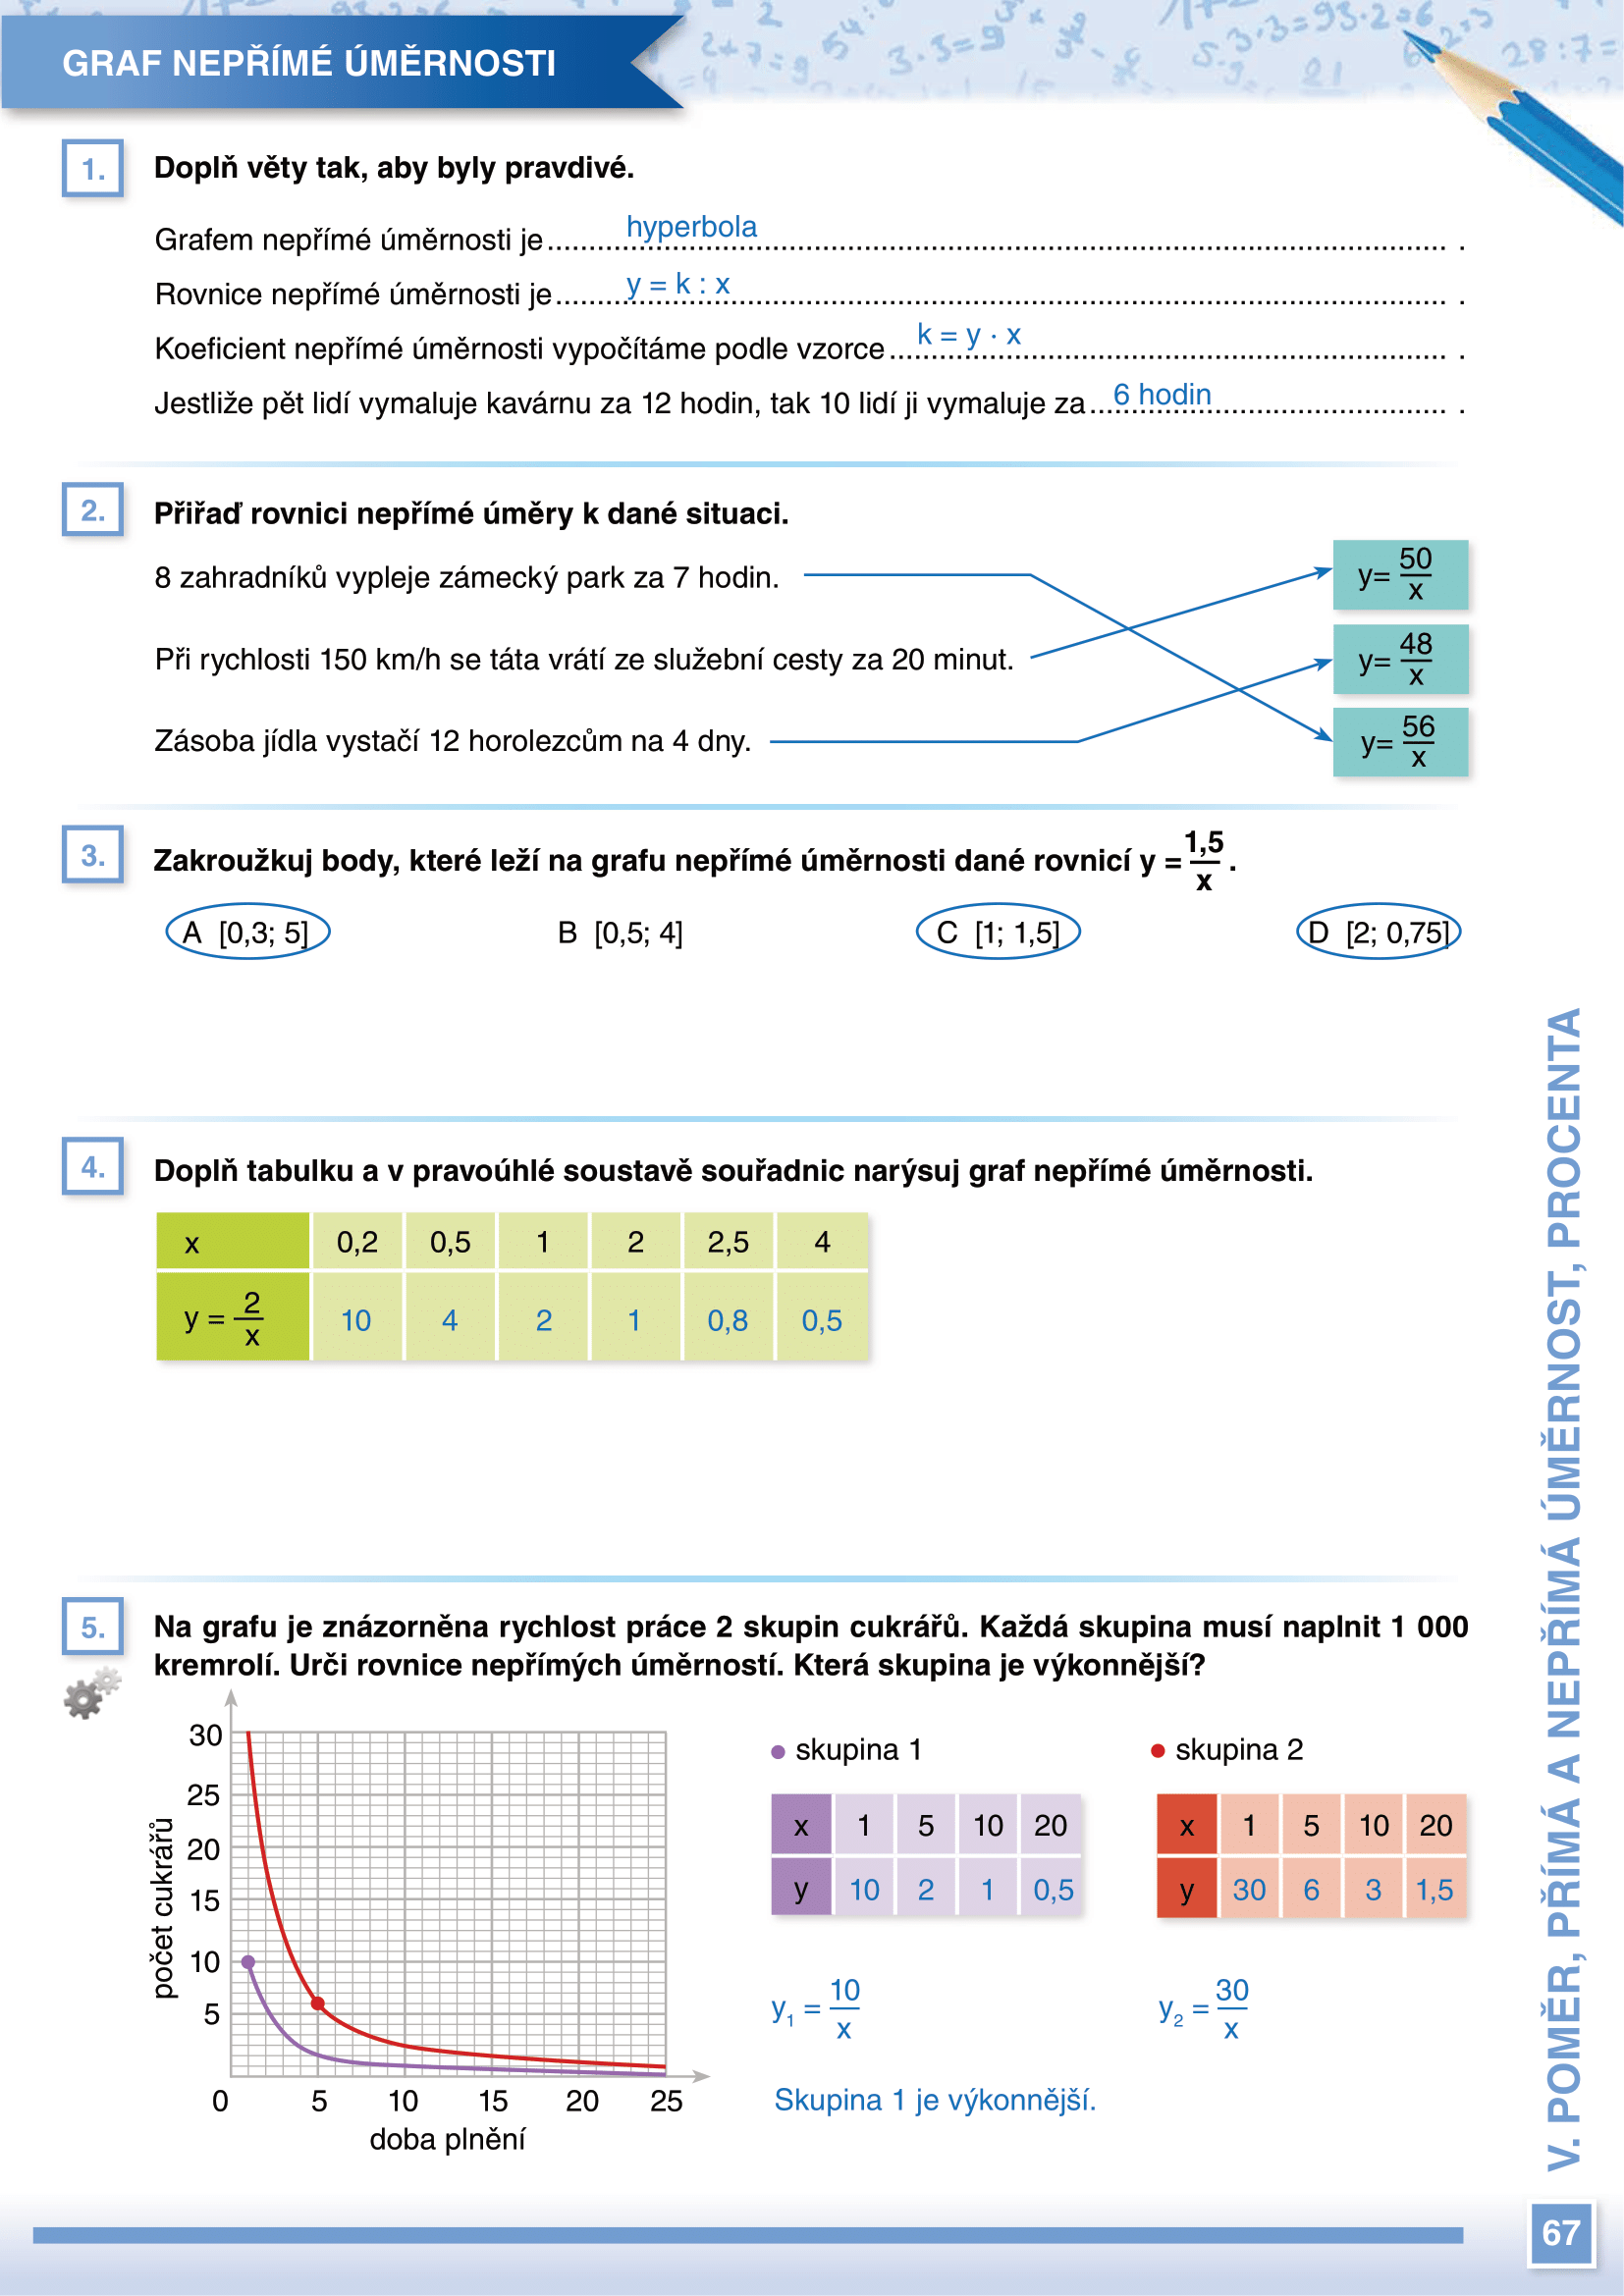 GRAF NEPŘÍMÉ ÚMĚRNOSTI
1. Doplň věty tak, aby byly pravdivé.
Grafem nepřímé úměrnosti je hyperbola .
Rovnice nepřímé úměrnosti je y = k : x .
Koeficient nepřímé úměrnosti vypočítáme podle vzorce k = y · x .
Jestliže pět lidí vymaluje kavárnu za 12 hodin, tak 10 lidí ji vymaluje za 6 hodin .
2. Přiřaď rovnici nepřímé úměry k dané situaci.
8 zahradníků vypleje zámecký park za 7 hodin. y= 50/x
Při rychlosti 150 km/h se táta vrátí ze služební cesty za 20 minut. y= 48/x
Zásoba jídla vystačí 12 horolezcům na 4 dny. y= 56/x
3. Zakroužkuj body, které leží na grafu nepřímé úměrnosti dané rovnicí y = 1,5/x .
A [0,3; 5] B [0,5; 4] C [1; 1,5] D [2; 0,75]
4. Doplň tabulku a v pravoúhlé soustavě souřadnic narýsuj graf nepřímé úměrnosti.
x 0,2 0,5 1 2 2,5 4
y = 2/x 10 4 2 1 0,8 0,5
5. Na grafu je znázorněna rychlost práce 2 skupin cukrářů. Každá skupina musí naplnit 1 000
kremrolí. Urči rovnice nepřímých úměrností. Která skupina je výkonnější?
počet cukrářů
30
25
20
15
10
5
0 5 10 15 20 25
doba plnění
skupina 1
x 1 5 10 20
y 10 2 1 0,5
y₁ = 10/x
skupina 2
x 1 5 10 20
y 30 6 3 1,5
y₂ = 30/x
Skupina 1 je výkonnější.
V. POMĚR, PŘÍMÁ A NEPŘÍMÁ ÚMĚRNOST, PROCENTA
67